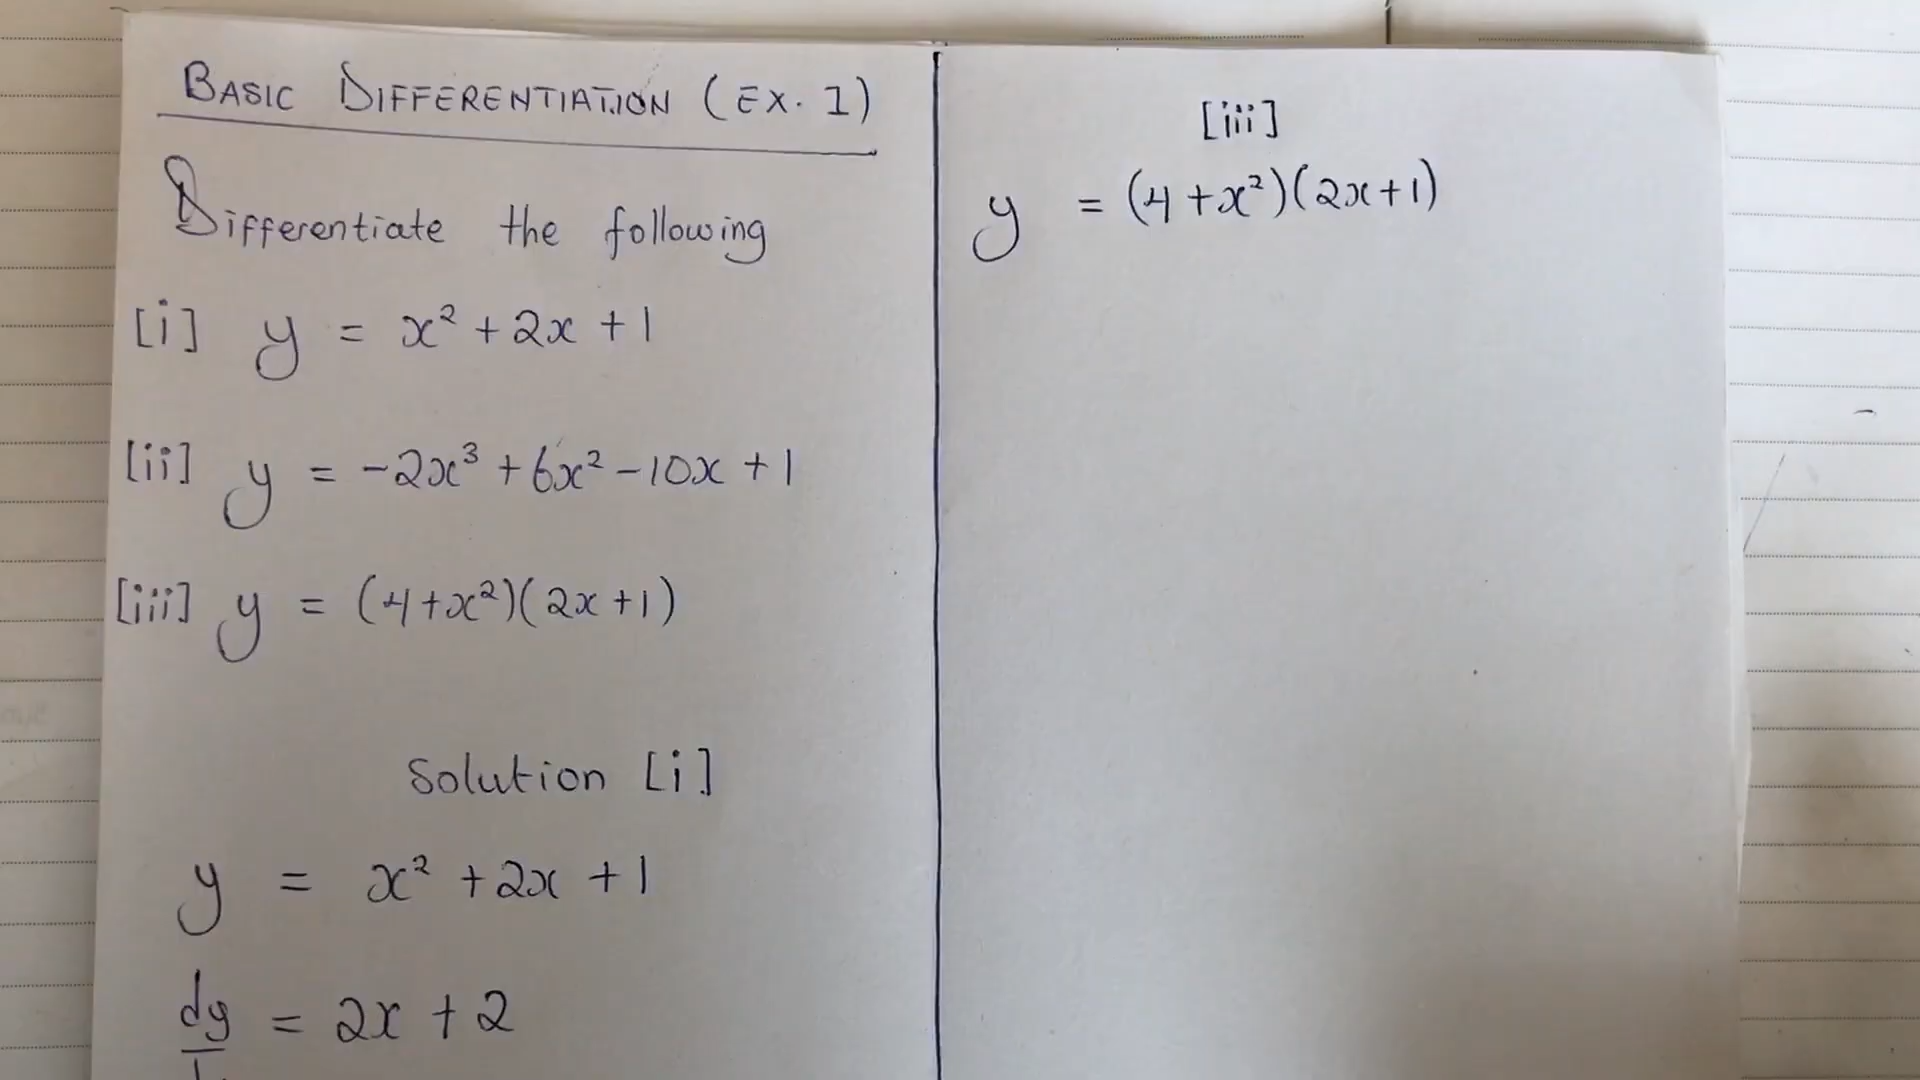 BASIC DIFFERENTIATION (EX. 1)
Differentiate the following
[i] y = x² + 2x + 1
[ii] y = -2x³ + 6x² - 10x + 1
[iii] y = (4+x²)(2x+1)
Solution [i]
y = x² + 2x + 1
dy = 2x + 2
[iii]
y = (4+x²)(2x+1)